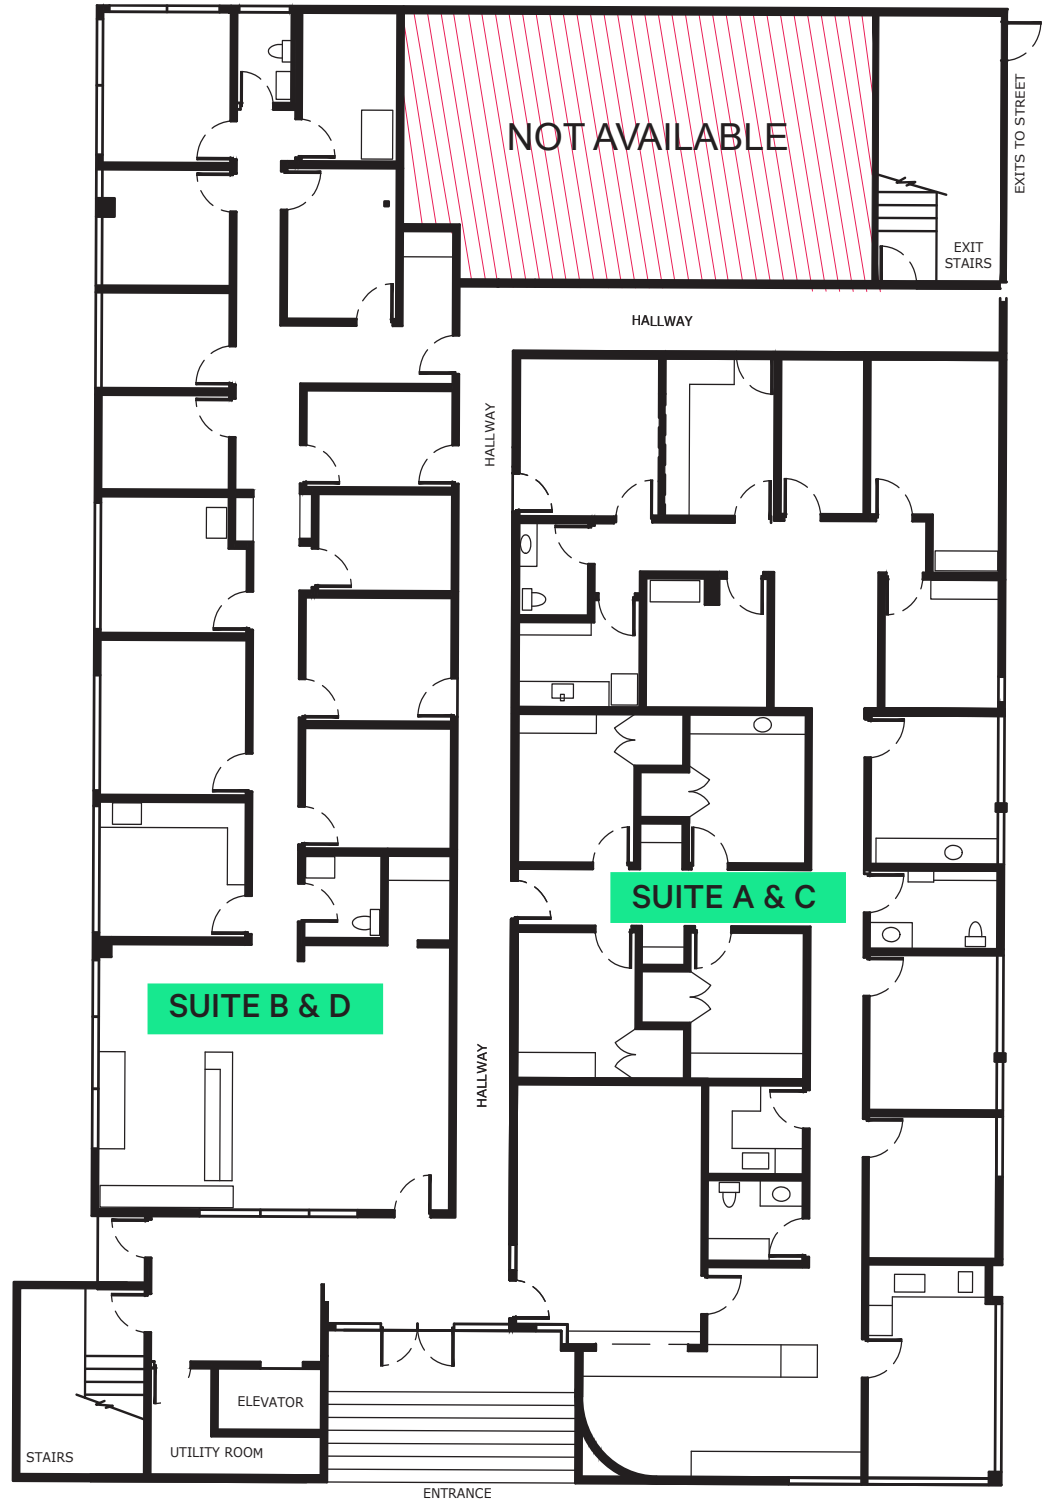 NOT AVAILABLE
EXITS TO STREET
EXIT
STAIRS
HALLWAY
HALLWAY
SUITE A & C
SUITE B & D
HALLWAY
ELEVATOR
UTILITY ROOM
STAIRS
ENTRANCE